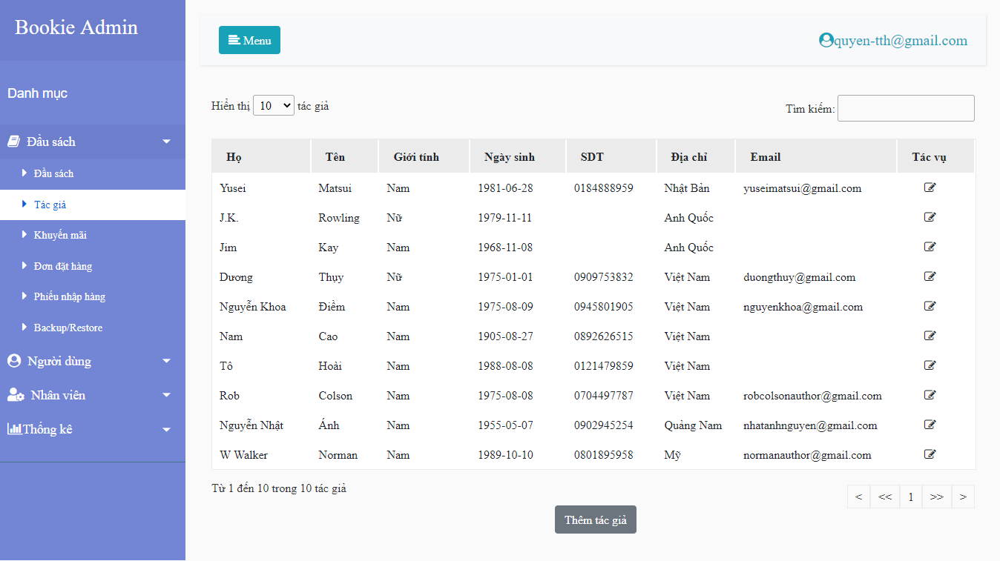 Bookie Admin
Menu
quyen-tth@gmail.com
Danh mục
Đầu sách
Đầu sách
Tác giả
Khuyến mãi
Đơn đặt hàng
Phiếu nhập hàng
Backup/Restore
Người dùng
Nhân viên
Thống kê
Hiển thị 10 tác giả
Tìm kiếm:
Họ Tên Giới tính Ngày sinh SDT Địa chỉ Email Tác vụ
Yusei Matsui Nam 1981-06-28 0184888959 Nhật Bản yuseimatsui@gmail.com
J.K. Rowling Nữ 1979-11-11 Anh Quốc
Jim Kay Nam 1968-11-08 Anh Quốc
Dương Thụy Nữ 1975-01-01 0909753832 Việt Nam duongthuy@gmail.com
Nguyễn Khoa Điềm Nam 1975-08-09 0945801905 Việt Nam nguyenkhoa@gmail.com
Nam Cao Nam 1905-08-27 0892626515 Việt Nam
Tô Hoài Nam 1988-08-08 0121479859 Việt Nam
Rob Colson Nam 1975-08-08 0704497787 Việt Nam robcolsonauthor@gmail.com
Nguyễn Nhật Ánh Nam 1955-05-07 0902945254 Quảng Nam nhatanhnguyen@gmail.com
W Walker Norman Nam 1989-10-10 0801895958 Mỹ normanauthor@gmail.com
Từ 1 đến 10 trong 10 tác giả
< << 1 >> >
Thêm tác giả